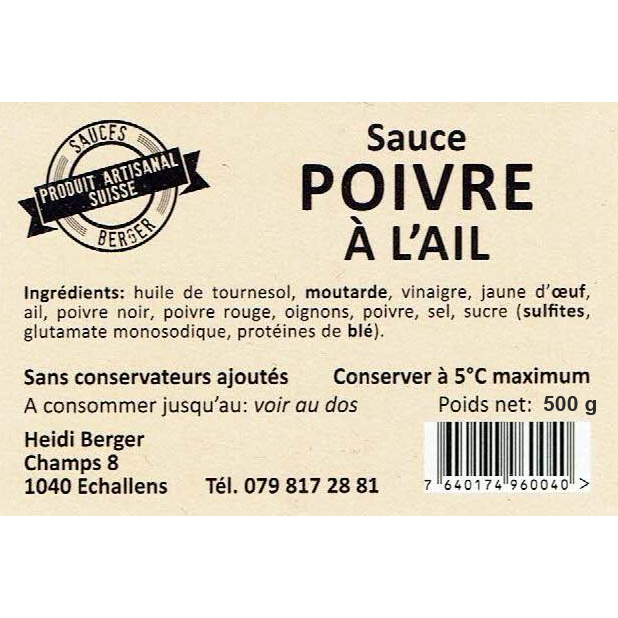 SAUCES
PRODUIT ARTISANAL
SUISSE
BERGER
Sauce
POIVRE
À L'AIL
Ingrédients: huile de tournesol, moutarde, vinaigre, jaune d'œuf,
ail, poivre noir, poivre rouge, oignons, poivre, sel, sucre (sulfites,
glutamate monosodique, protéines de blé).
Sans conservateurs ajoutés Conserver à 5°C maximum
A consommer jusqu'au: voir au dos Poids net: 500 g
Heidi Berger
Champs 8
1040 Echallens Tél. 079 817 28 81
7 640174 960040 >